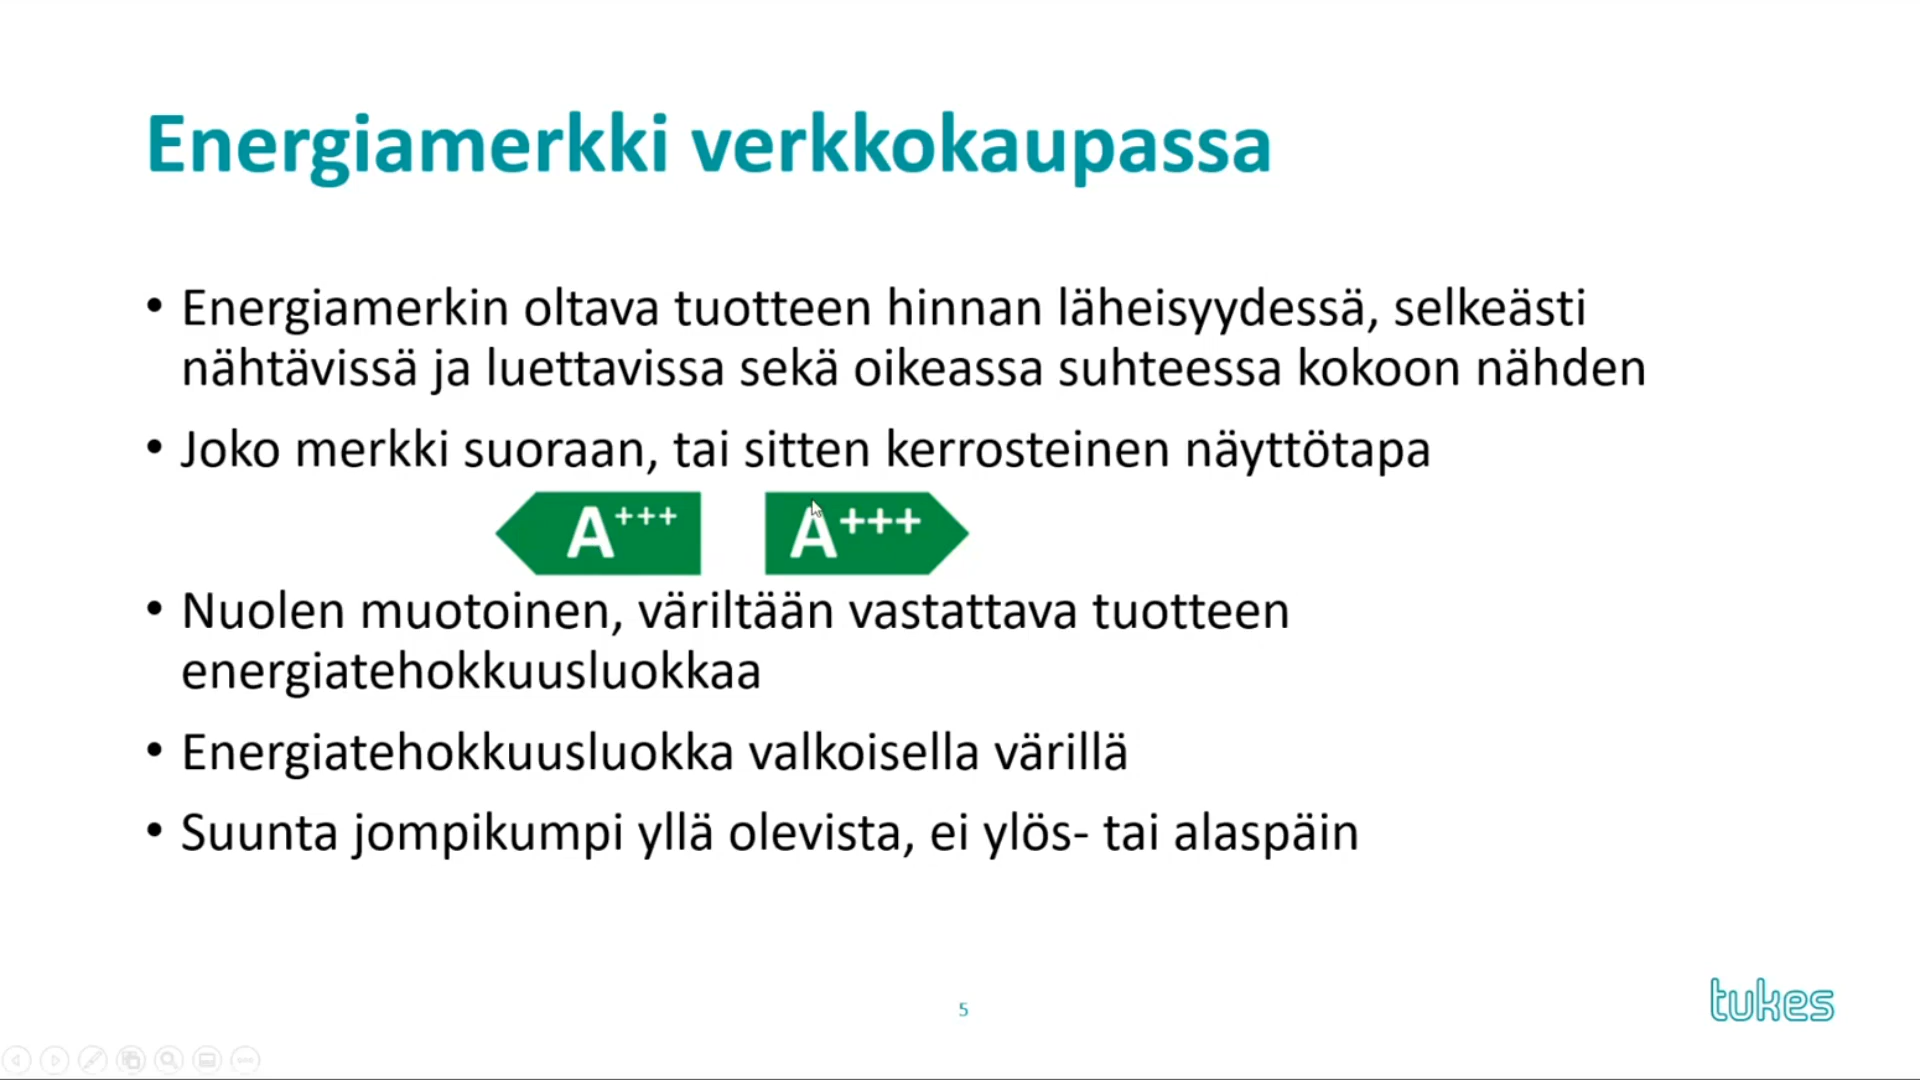 Energiamerkki verkkokaupassa
• Energiamerkin oltava tuotteen hinnan läheisyydessä, selkeästi
nähtävissä ja luettavissa sekä oikeassa suhteessa kokoon nähden
• Joko merkki suoraan, tai sitten kerrosteinen näyttötapa
A+++ A+++
• Nuolen muotoinen, väriltään vastattava tuotteen
energiatehokkuusluokkaa
• Energiatehokkuusluokka valkoisella värillä
• Suunta jompikumpi yllä olevista, ei ylös- tai alaspäin
5
tukes